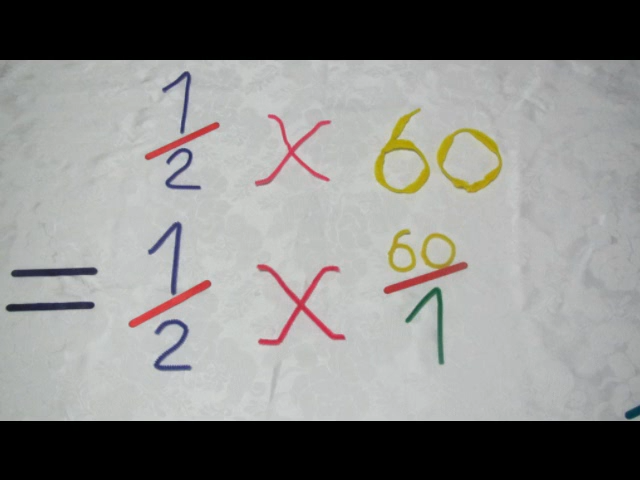 1/2 x 60
= 1/2 x 60/1